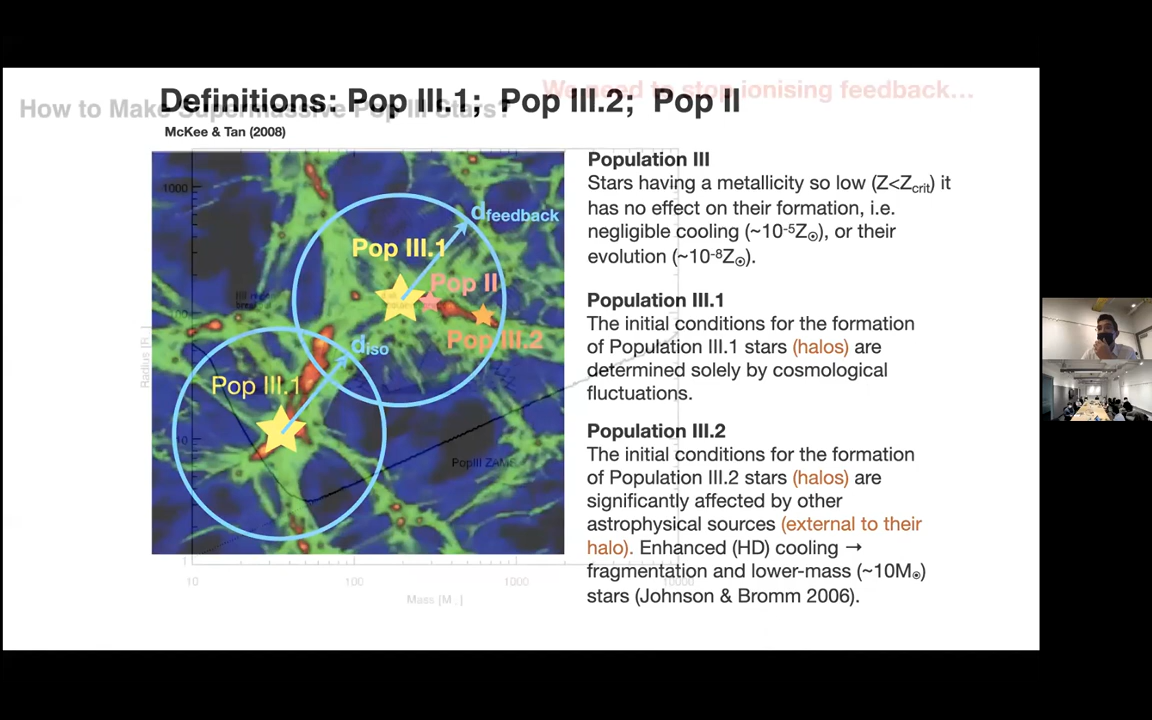 We need to stop ionising feedback…
How to Make Supermassive Pop III Stars?
Definitions: Pop III.1; Pop III.2; Pop II
McKee & Tan (2008)
1000
d_feedback
Pop III.1
Pop II
Pop III.2
d_iso
Pop III.1
10
PopIII ZAMS
10
100
1000
10000
Mass [M
Population III
Stars having a metallicity so low (Z<Z_crit) it
has no effect on their formation, i.e.
negligible cooling (~10⁻⁵Z☉), or their
evolution (~10⁻⁸Z☉).
Population III.1
The initial conditions for the formation
of Population III.1 stars (halos) are
determined solely by cosmological
fluctuations.
Population III.2
The initial conditions for the formation
of Population III.2 stars (halos) are
significantly affected by other
astrophysical sources (external to their
halo). Enhanced (HD) cooling →
fragmentation and lower-mass (~10M☉)
stars (Johnson & Bromm 2006).